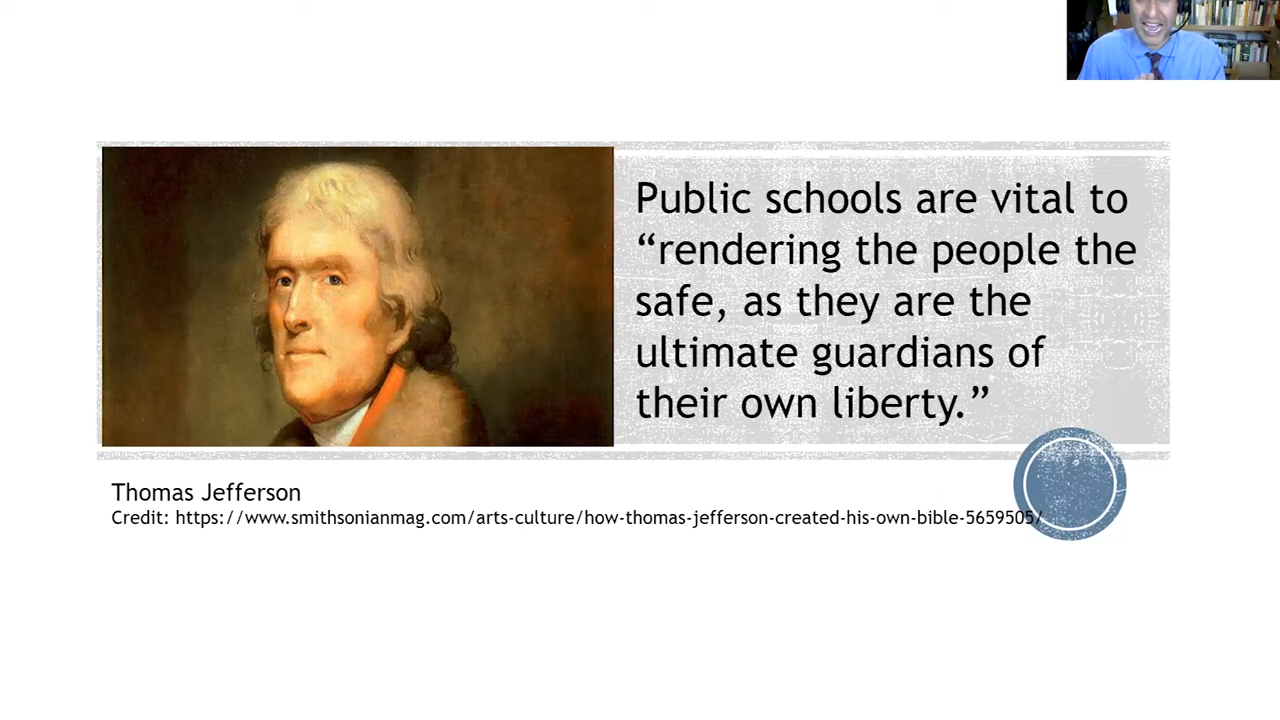 Public schools are vital to
“rendering the people the
safe, as they are the
ultimate guardians of
their own liberty.”
Thomas Jefferson
Credit: https://www.smithsonianmag.com/arts-culture/how-thomas-jefferson-created-his-own-bible-5659505/